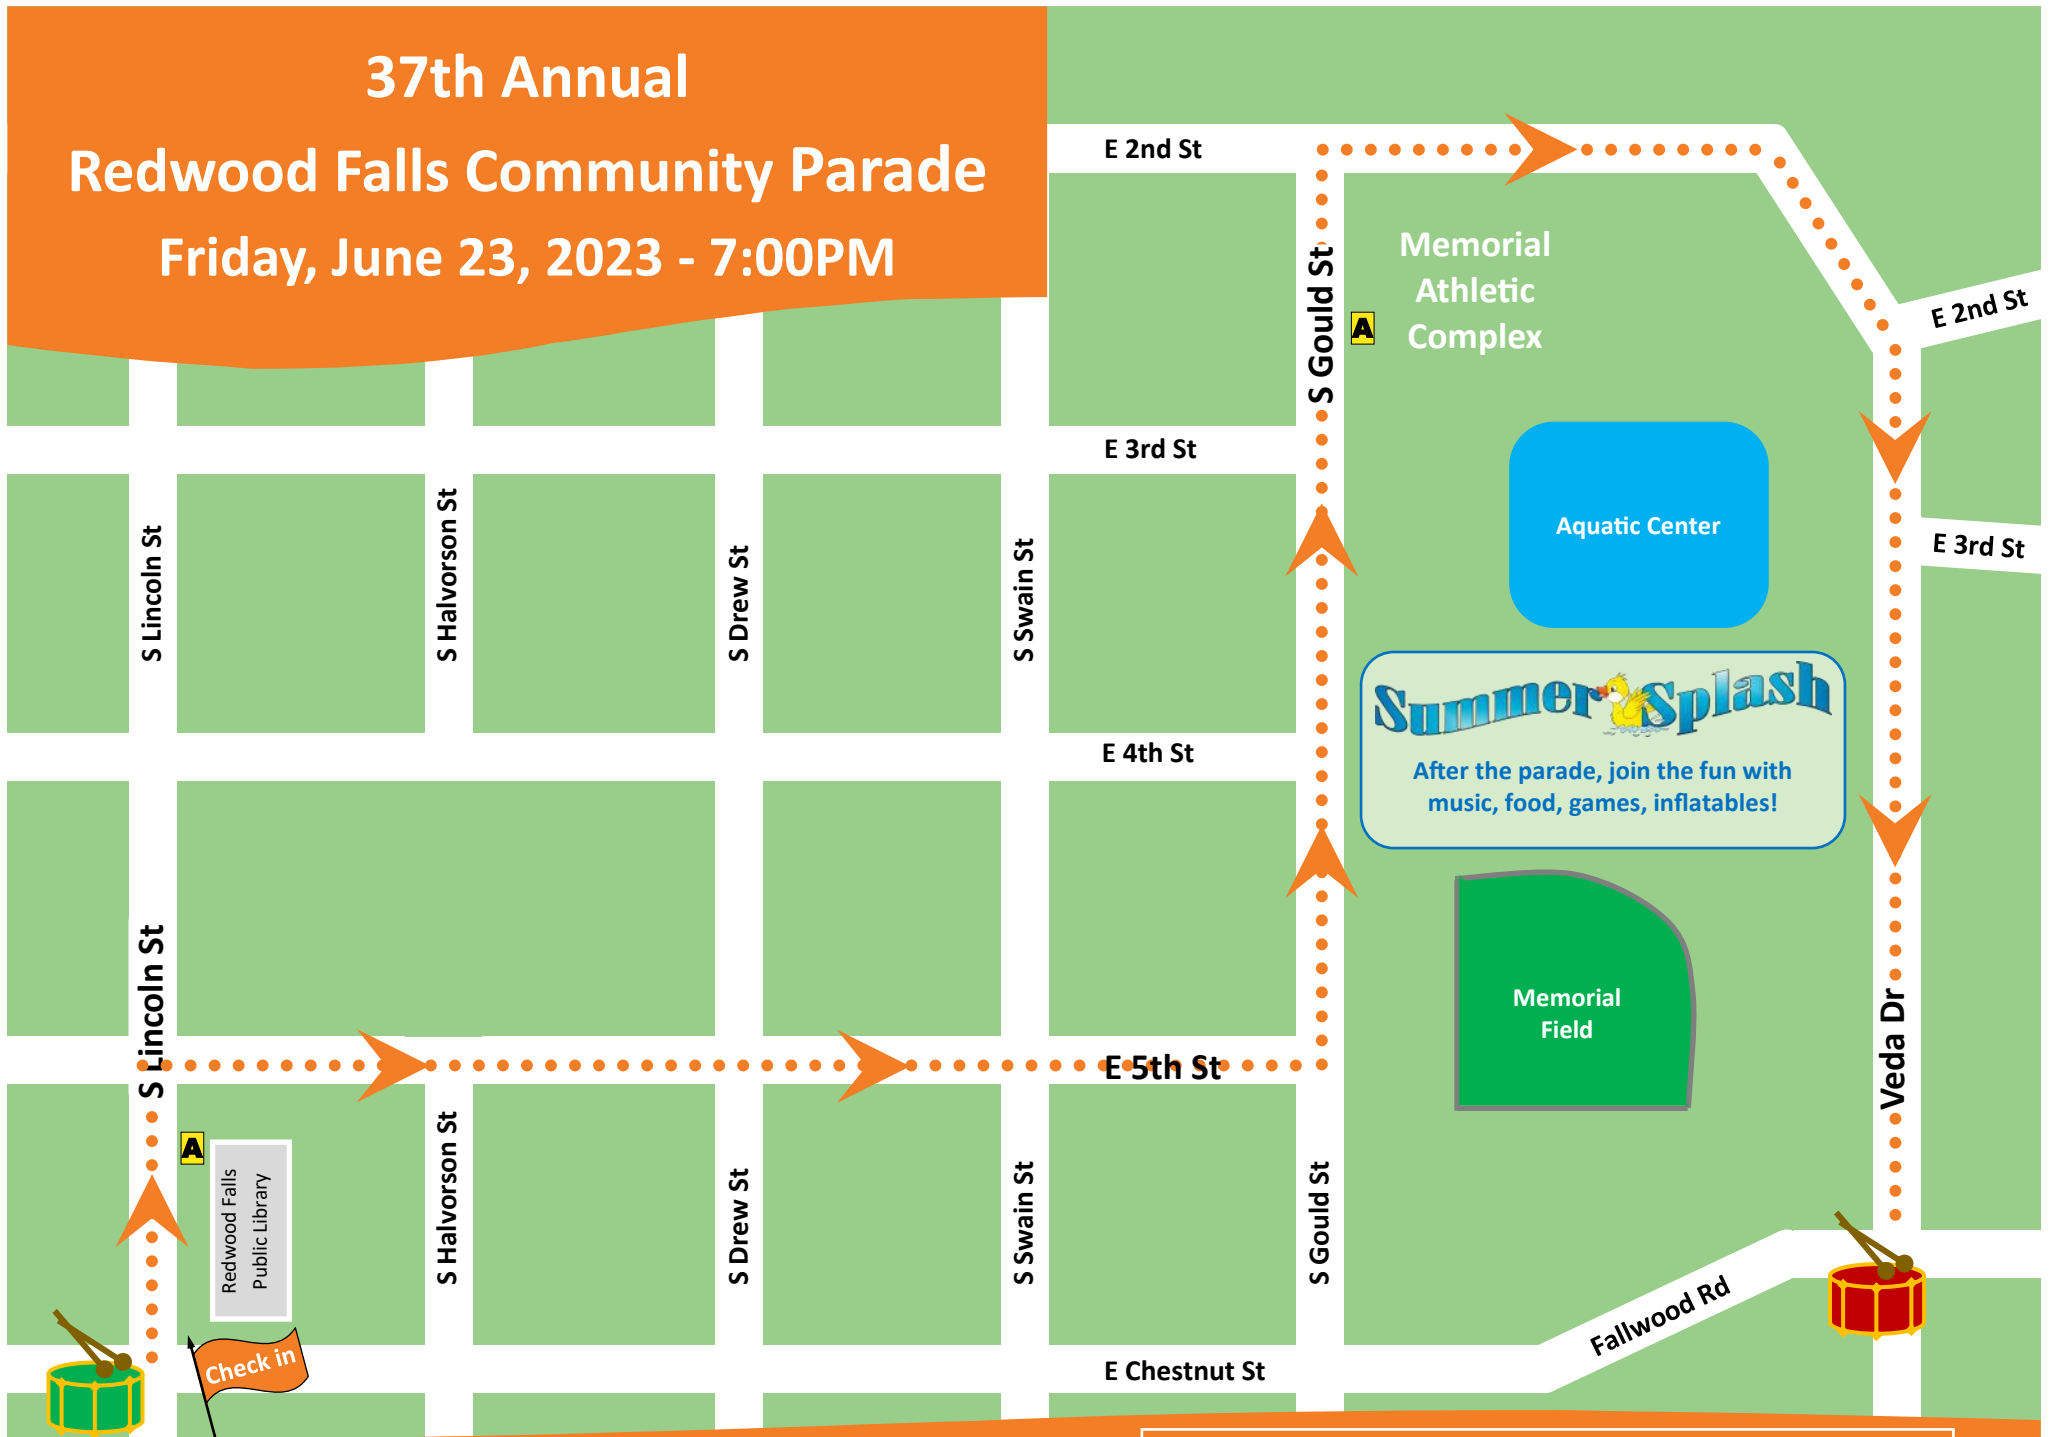 37th Annual
Redwood Falls Community Parade
Friday, June 23, 2023 - 7:00PM
E 2nd St
S Gould St
Memorial
Athletic
Complex
A
E 2nd St
E 3rd St
E 3rd St
S Lincoln St
S Halvorson St
S Drew St
S Swain St
Aquatic Center
Summer Splash
After the parade, join the fun with
music, food, games, inflatables!
E 4th St
S Lincoln St
Memorial
Field
Veda Dr
E 5th St
A
Redwood Falls
Public Library
S Halvorson St
S Drew St
S Swain St
S Gould St
Check in
E Chestnut St
Fallwood Rd